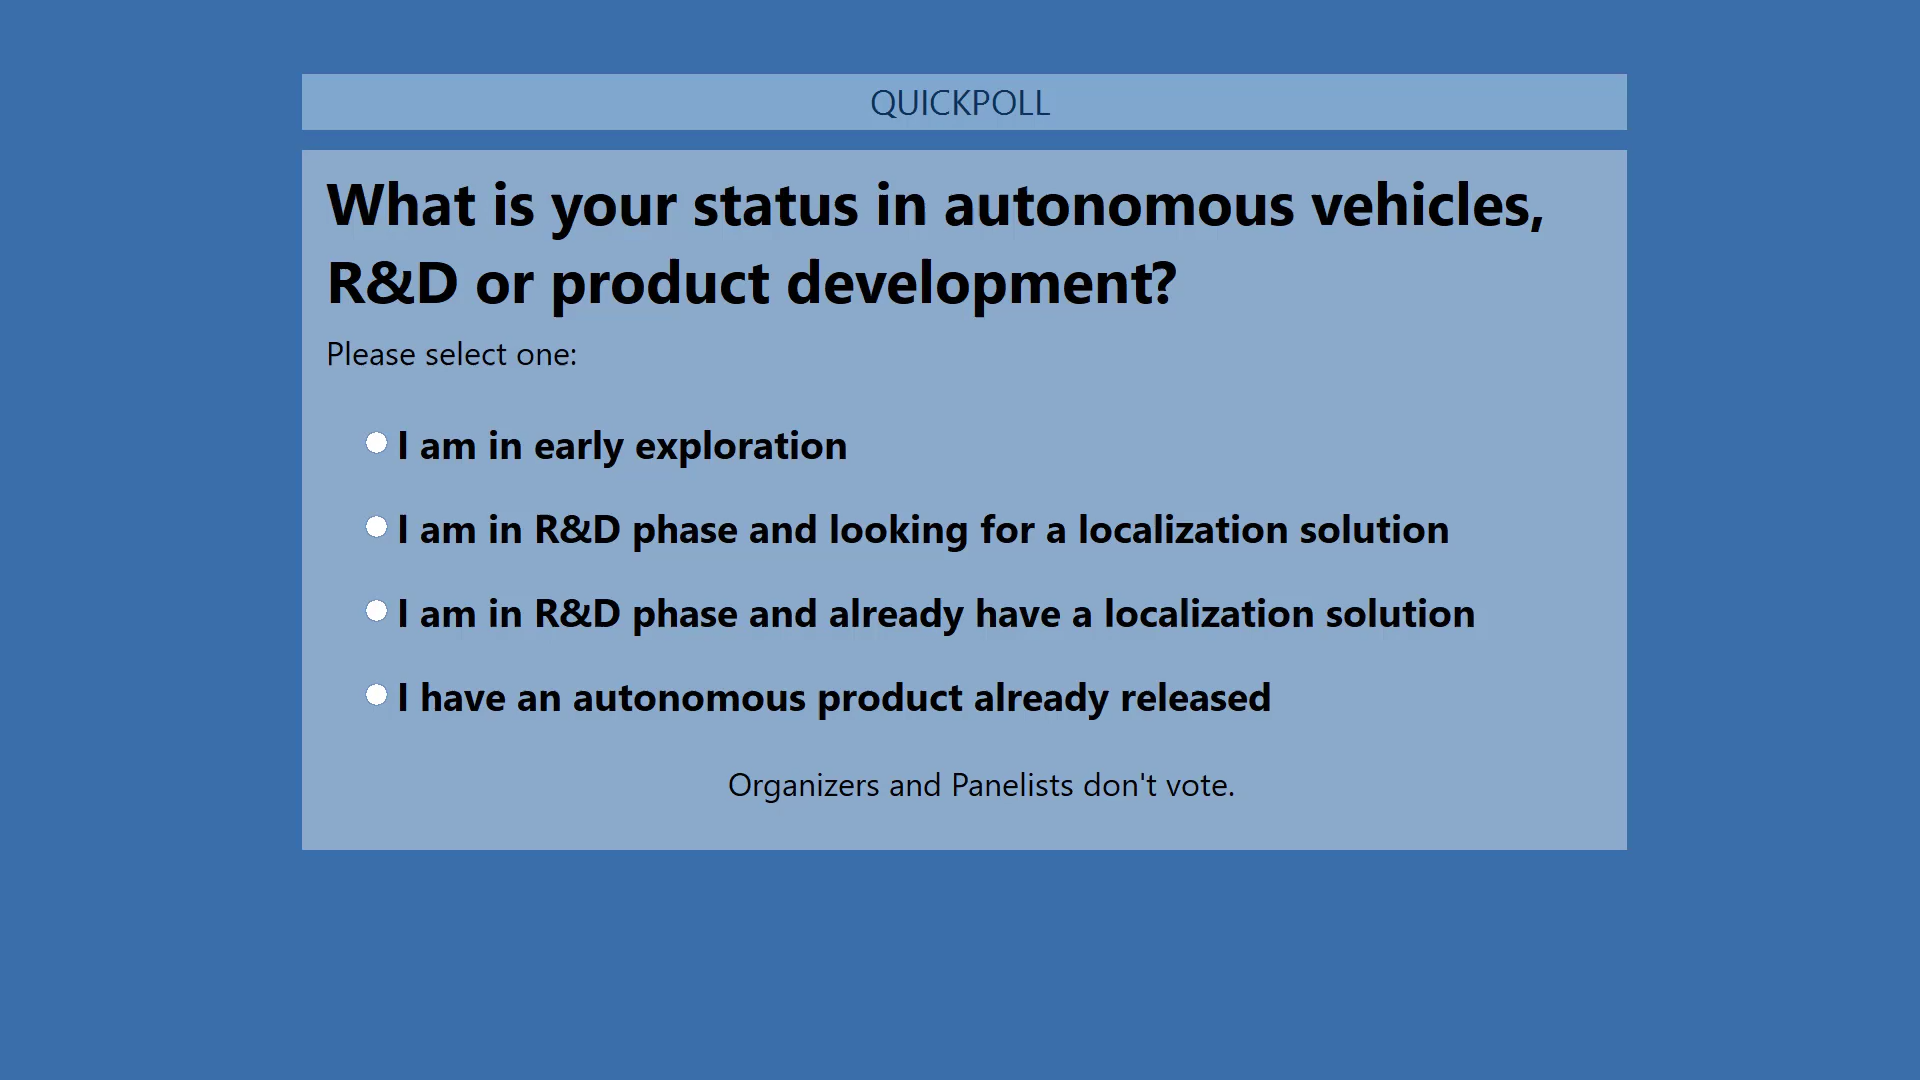 QUICKPOLL
What is your status in autonomous vehicles,
R&D or product development?
Please select one:
I am in early exploration
I am in R&D phase and looking for a localization solution
I am in R&D phase and already have a localization solution
I have an autonomous product already released
Organizers and Panelists don't vote.